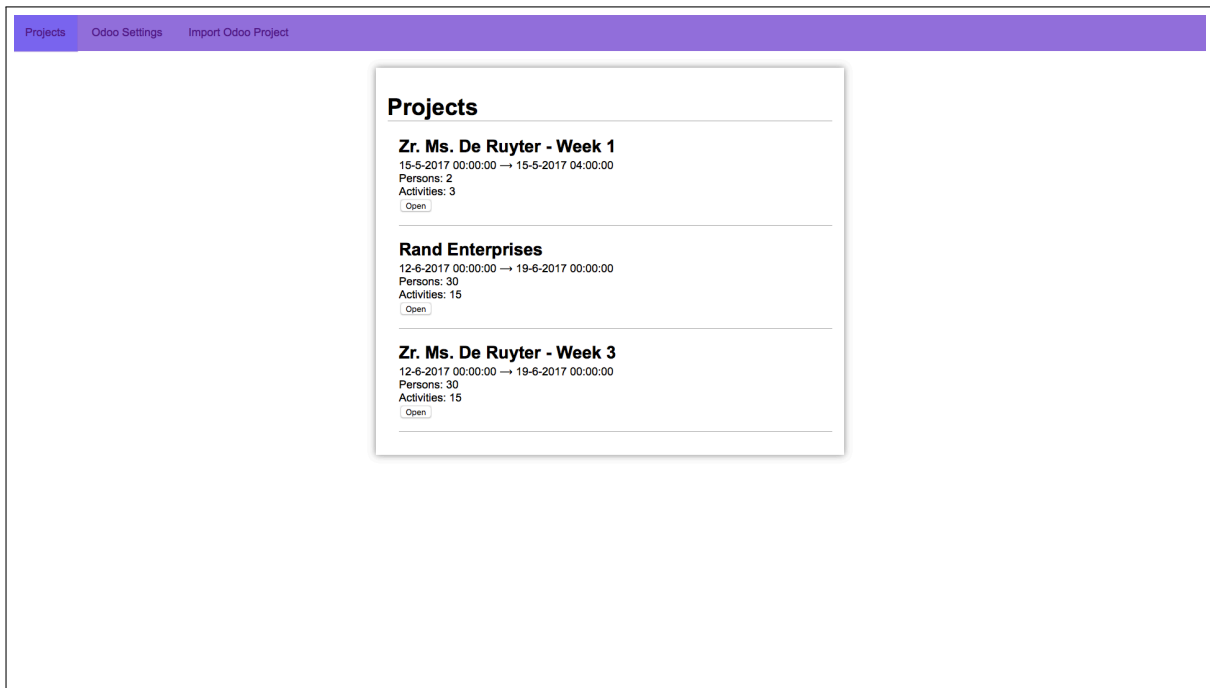 Projects Odoo Settings Import Odoo Project
Projects
Zr. Ms. De Ruyter - Week 1
15-5-2017 00:00:00 → 15-5-2017 04:00:00
Persons: 2
Activities: 3
Open
Rand Enterprises
12-6-2017 00:00:00 → 19-6-2017 00:00:00
Persons: 30
Activities: 15
Open
Zr. Ms. De Ruyter - Week 3
12-6-2017 00:00:00 → 19-6-2017 00:00:00
Persons: 30
Activities: 15
Open